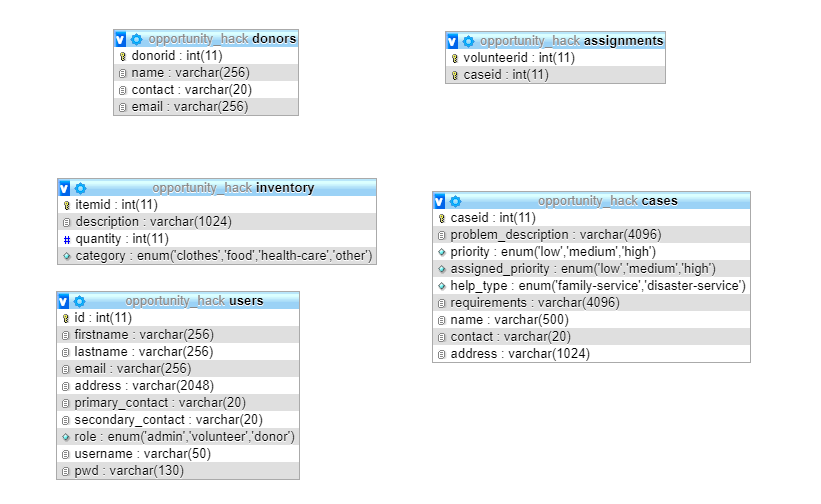 opportunity_hack donors
donorid : int(11)
name : varchar(256)
contact : varchar(20)
email : varchar(256)
opportunity_hack assignments
volunteerid : int(11)
caseid : int(11)
opportunity_hack inventory
itemid : int(11)
description : varchar(1024)
# quantity : int(11)
category : enum('clothes','food','health-care','other')
opportunity_hack cases
caseid : int(11)
problem_description : varchar(4096)
priority : enum('low','medium','high')
assigned_priority : enum('low','medium','high')
help_type : enum('family-service','disaster-service')
requirements : varchar(4096)
name : varchar(500)
contact : varchar(20)
address : varchar(1024)
opportunity_hack users
id : int(11)
firstname : varchar(256)
lastname : varchar(256)
email : varchar(256)
address : varchar(2048)
primary_contact : varchar(20)
secondary_contact : varchar(20)
role : enum('admin','volunteer','donor')
username : varchar(50)
pwd : varchar(130)